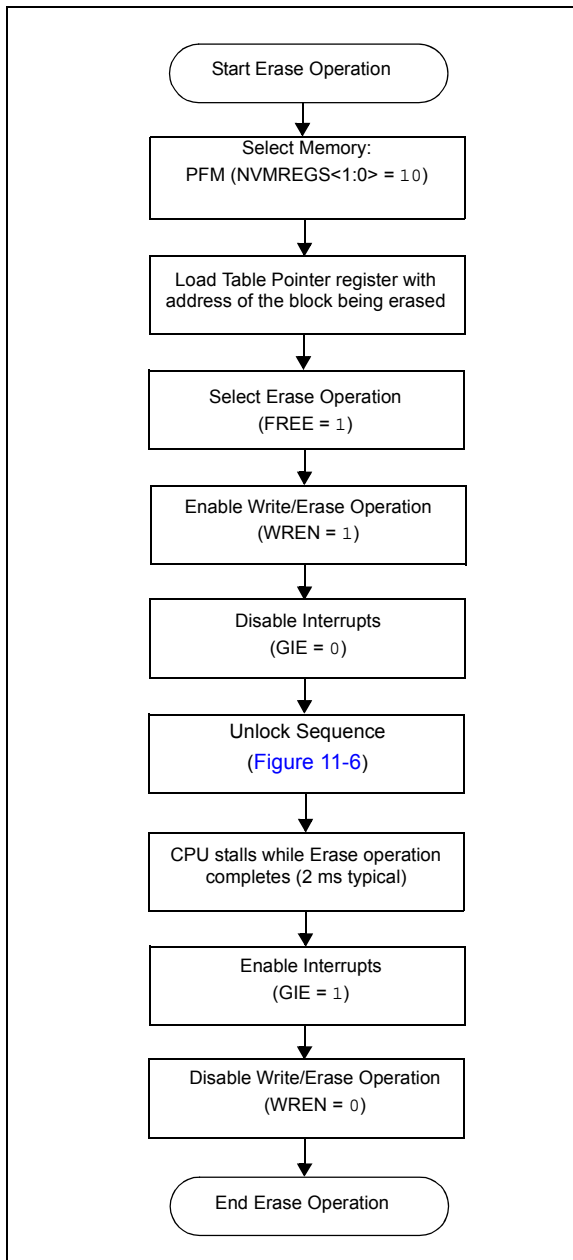 Start Erase Operation
Select Memory:
PFM (NVMREGS<1:0> = 10)
Load Table Pointer register with
address of the block being erased
Select Erase Operation
(FREE = 1)
Enable Write/Erase Operation
(WREN = 1)
Disable Interrupts
(GIE = 0)
Unlock Sequence
(Figure 11-6)
CPU stalls while Erase operation
completes (2 ms typical)
Enable Interrupts
(GIE = 1)
Disable Write/Erase Operation
(WREN = 0)
End Erase Operation